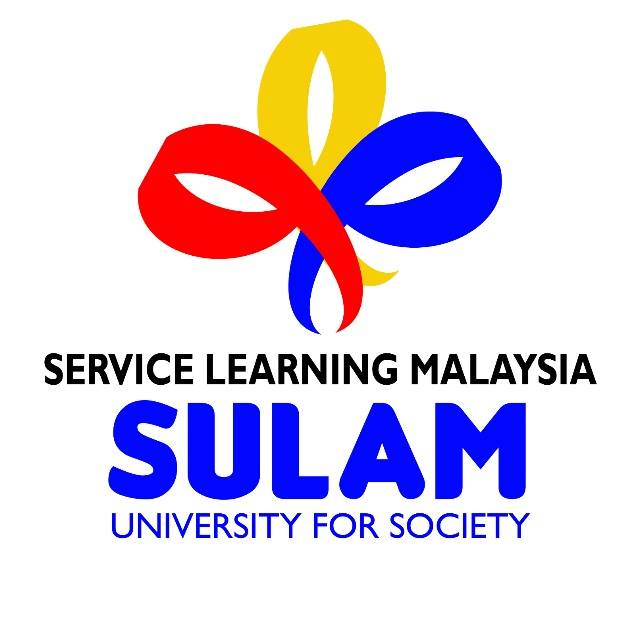 SERVICE LEARNING MALAYSIA
SULAM
UNIVERSITY FOR SOCIETY